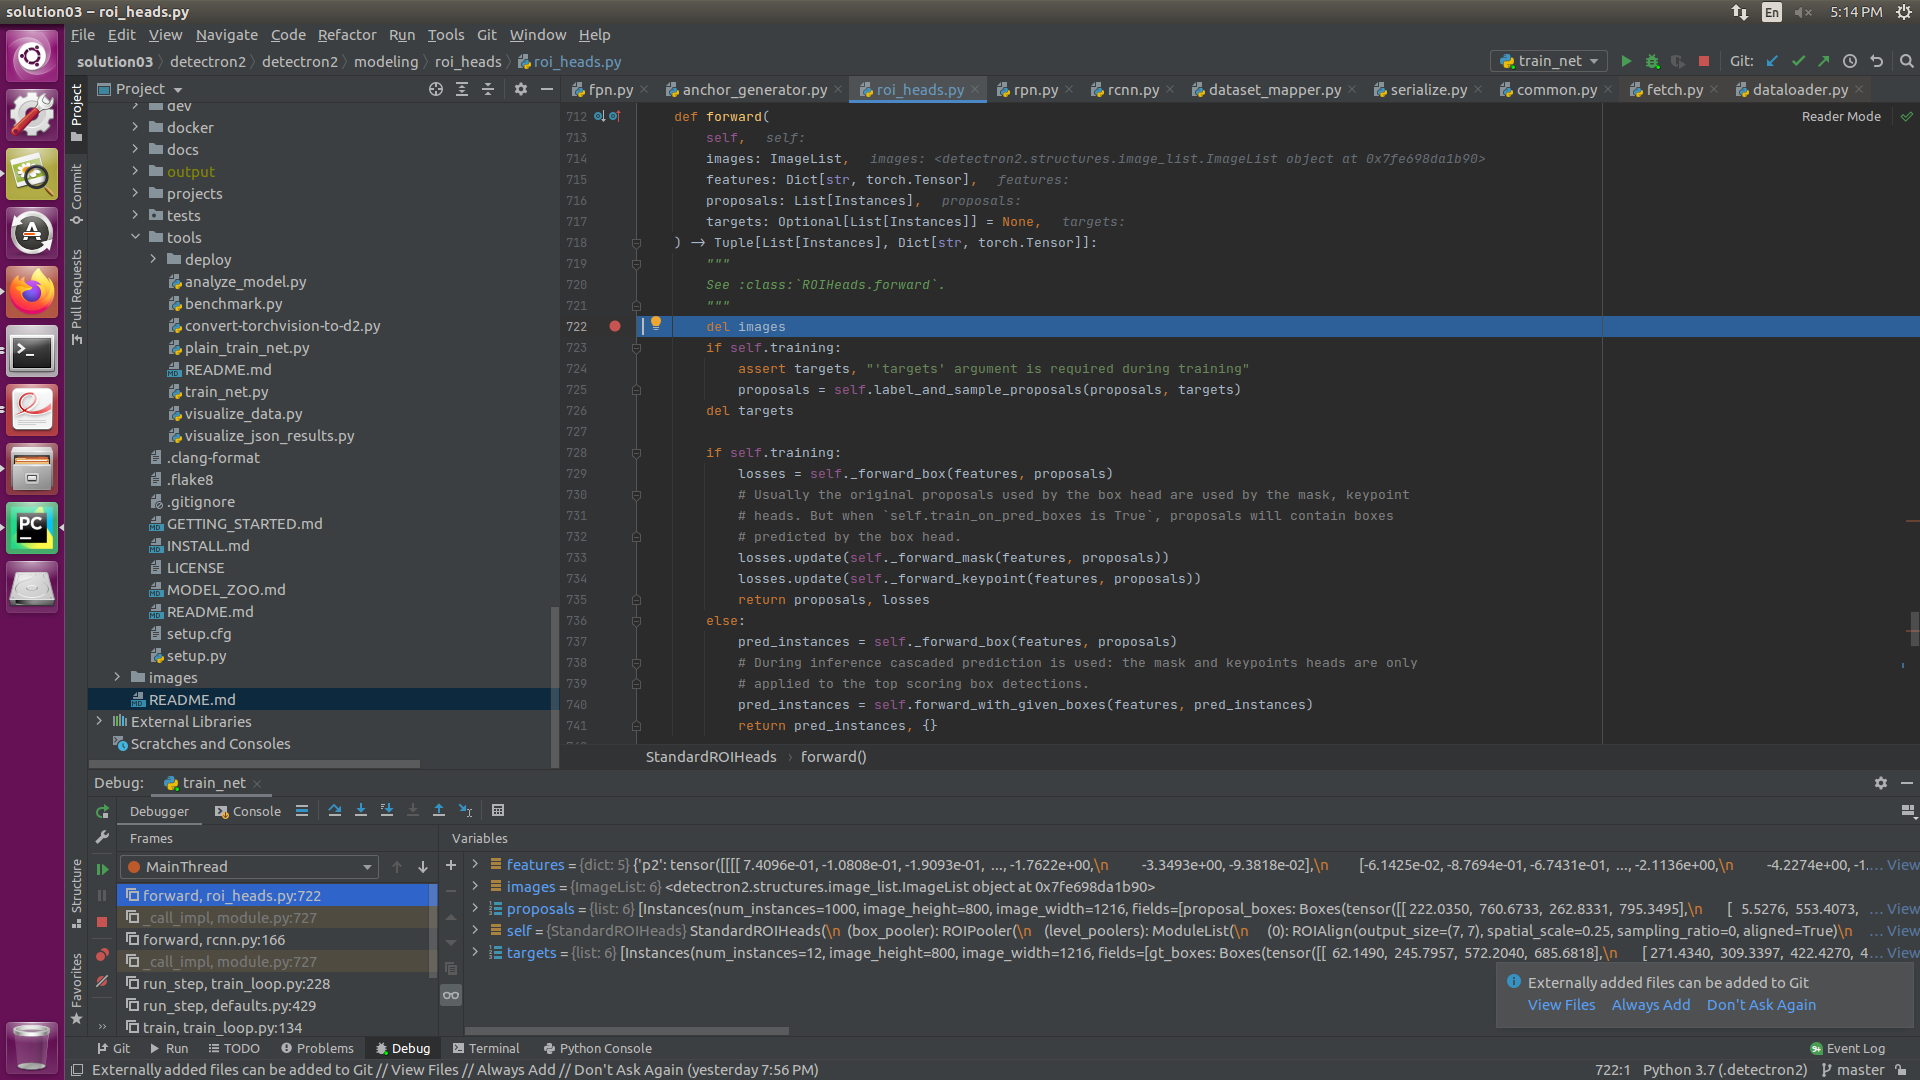 solution03 – roi_heads.py
En
5:14 PM
File Edit View Navigate Code Refactor Run Tools Git Window Help
solution03 detectron2 detectron2 modeling roi_heads roi_heads.py
train_net
Git:
Project
fpn.py anchor_generator.py roi_heads.py rpn.py rcnn.py dataset_mapper.py serialize.py common.py fetch.py dataloader.py
Reader Mode
Project
Commit
Pull Requests
Structure
Favorites
dev
docker
docs
output
projects
tests
tools
deploy
analyze_model.py
benchmark.py
convert-torchvision-to-d2.py
plain_train_net.py
README.md
train_net.py
visualize_data.py
visualize_json_results.py
.clang-format
.flake8
.gitignore
GETTING_STARTED.md
INSTALL.md
LICENSE
MODEL_ZOO.md
README.md
setup.cfg
setup.py
images
README.md
External Libraries
Scratches and Consoles
PC
712 def forward(
713 self, self:
714 images: ImageList, images: <detectron2.structures.image_list.ImageList object at 0x7fe698da1b90>
715 features: Dict[str, torch.Tensor], features:
716 proposals: List[Instances], proposals:
717 targets: Optional[List[Instances]] = None, targets:
718 ) -> Tuple[List[Instances], Dict[str, torch.Tensor]]:
719 """
720 See :class:`ROIHeads.forward`.
721 """
722 del images
723 if self.training:
724 assert targets, "'targets' argument is required during training"
725 proposals = self.label_and_sample_proposals(proposals, targets)
726 del targets
727
728 if self.training:
729 losses = self._forward_box(features, proposals)
730 # Usually the original proposals used by the box head are used by the mask, keypoint
731 # heads. But when `self.train_on_pred_boxes is True`, proposals will contain boxes
732 # predicted by the box head.
733 losses.update(self._forward_mask(features, proposals))
734 losses.update(self._forward_keypoint(features, proposals))
735 return proposals, losses
736 else:
737 pred_instances = self._forward_box(features, proposals)
738 # During inference cascaded prediction is used: the mask and keypoints heads are only
739 # applied to the top scoring box detections.
740 pred_instances = self.forward_with_given_boxes(features, pred_instances)
741 return pred_instances, {}
StandardROIHeads forward()
Debug: train_net
Debugger Console
Frames
Variables
MainThread
forward, roi_heads.py:722
_call_impl, module.py:727
forward, rcnn.py:166
_call_impl, module.py:727
run_step, train_loop.py:228
run_step, defaults.py:429
train, train_loop.py:134
features = {dict: 5} {'p2': tensor([[[[ 7.4096e-01, -1.0808e-01, -1.9093e-01, ..., -1.7622e+00,\n -3.3493e+00, -9.3818e-02],\n [-6.1425e-02, -8.7694e-01, -6.7431e-01, ..., -2.1136e+00,\n -4.2274e+00, -1.... View
images = {ImageList: 6} <detectron2.structures.image_list.ImageList object at 0x7fe698da1b90>
proposals = {list: 6} [Instances(num_instances=1000, image_height=800, image_width=1216, fields=[proposal_boxes: Boxes(tensor([[ 222.0350, 760.6733, 262.8331, 795.3495],\n [ 5.5276, 553.4073, ... View
self = {StandardROIHeads} StandardROIHeads(\n (box_pooler): ROIPooler(\n (level_poolers): ModuleList(\n (0): ROIAlign(output_size=(7, 7), spatial_scale=0.25, sampling_ratio=0, aligned=True)\n ... View
targets = {list: 6} [Instances(num_instances=12, image_height=800, image_width=1216, fields=[gt_boxes: Boxes(tensor([[ 62.1490, 245.7957, 572.2040, 685.6818],\n [ 271.4340, 309.3397, 422.4270, 4... View
Externally added files can be added to Git
View Files Always Add Don't Ask Again
Git Run TODO Problems Debug Terminal Python Console
9+ Event Log
Externally added files can be added to Git // View Files // Always Add // Don't Ask Again (yesterday 7:56 PM)
722:1 Python 3.7 (.detectron2) master